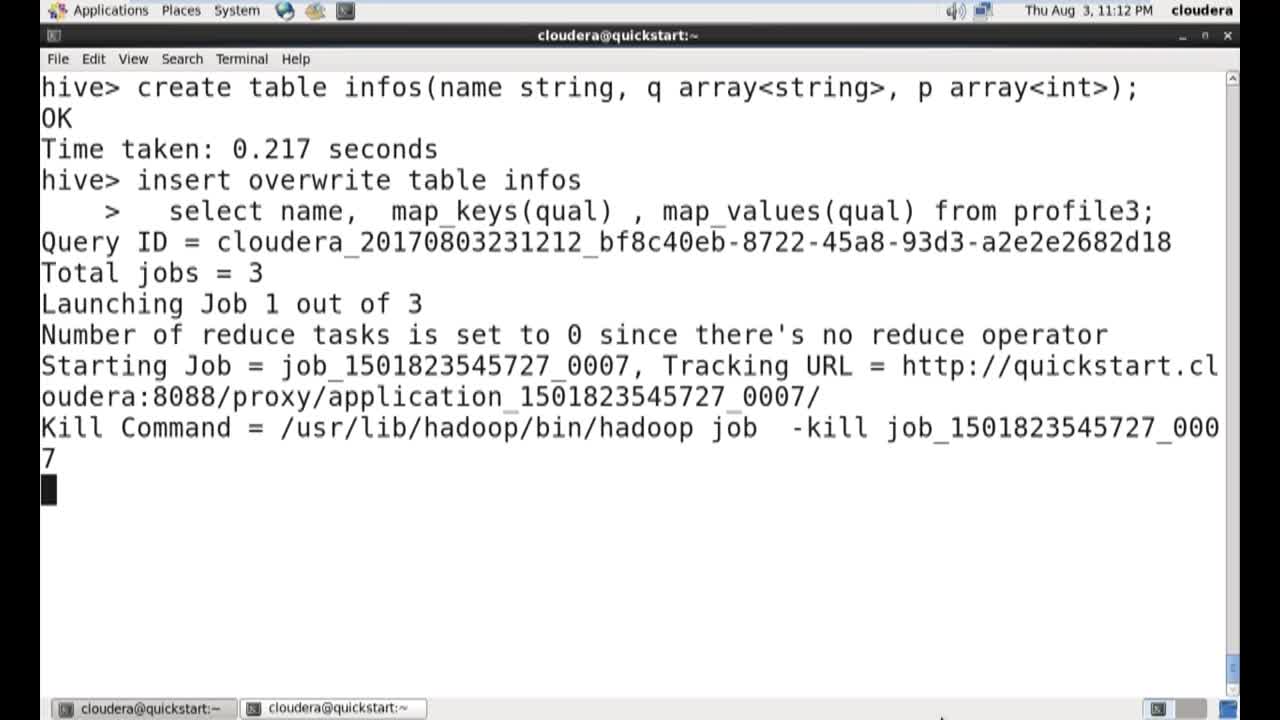 Applications Places System Thu Aug 3, 11:12 PM cloudera
cloudera@quickstart:~
File Edit View Search Terminal Help
hive> create table infos(name string, q array<string>, p array<int>);
OK
Time taken: 0.217 seconds
hive> insert overwrite table infos
    >   select name,  map_keys(qual) , map_values(qual) from profile3;
Query ID = cloudera_20170803231212_bf8c40eb-8722-45a8-93d3-a2e2e2682d18
Total jobs = 3
Launching Job 1 out of 3
Number of reduce tasks is set to 0 since there's no reduce operator
Starting Job = job_1501823545727_0007, Tracking URL = http://quickstart.cl
oudera:8088/proxy/application_1501823545727_0007/
Kill Command = /usr/lib/hadoop/bin/hadoop job  -kill job_1501823545727_000
7
cloudera@quickstart:~ cloudera@quickstart:~